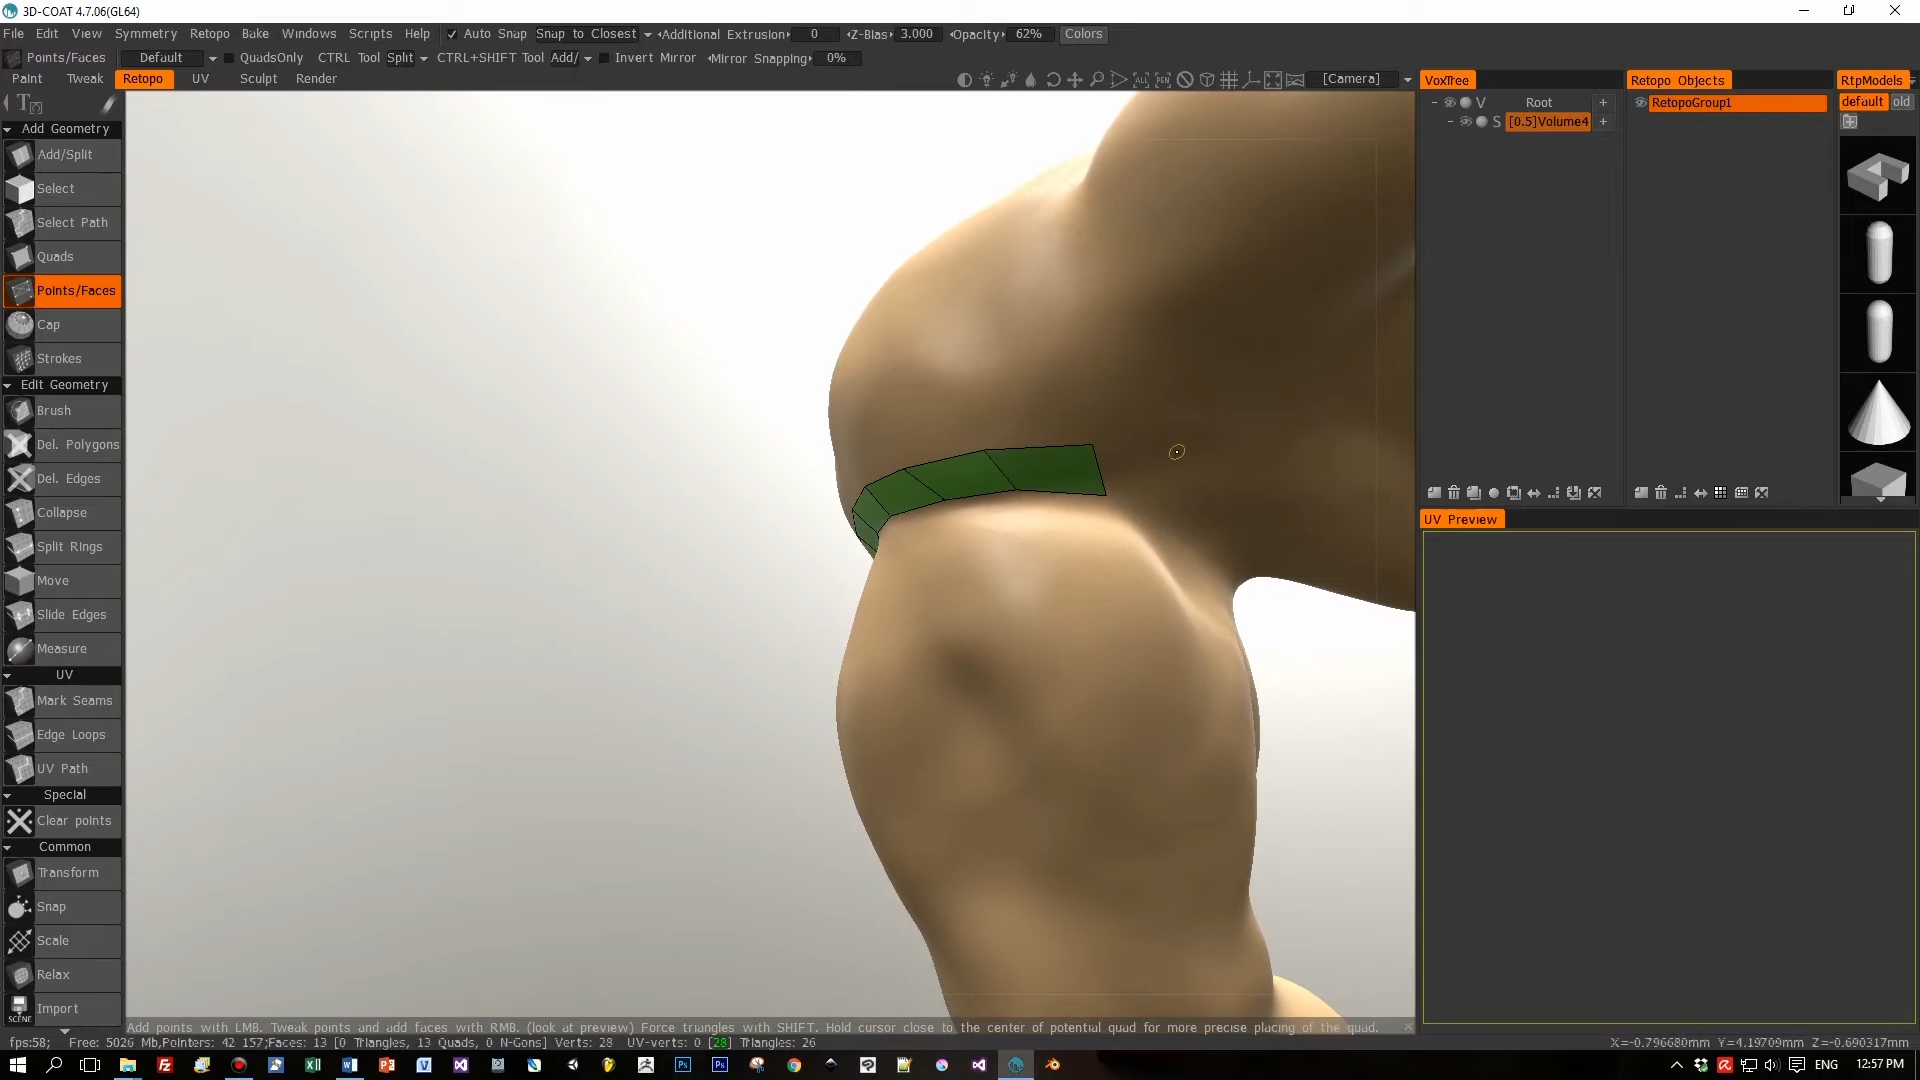 3D-COAT 4.7.06(GL64)
File Edit View Symmetry Retopo Bake Windows Scripts Help Auto Snap Snap to Closest Additional Extrusion 0 Z-Bias 3.000 Opacity 62% Colors
Points/Faces Default QuadsOnly CTRL Tool Split CTRL+SHIFT Tool Add/ Invert Mirror Mirror Snapping 0%
Paint Tweak Retopo UV Sculpt Render [Camera] VoxTree Retopo Objects RtpModels
V Root + RetopoGroup1 default old
S [0.5]Volume4 +
Add Geometry
Add/Split
Select
Select Path
Quads
Points/Faces
Cap
Strokes
Edit Geometry
Brush
Del. Polygons
Del. Edges
Collapse
Split Rings
Move
Slide Edges
Measure
UV
Mark Seams
Edge Loops
UV Path
Special
Clear points
Common
Transform
Snap
Scale
Relax
SCENE Import
UV Preview
Add points with LMB. Tweak points and add faces with RMB. (look at preview) Force triangles with SHIFT. Hold cursor close to the center of potential quad for more precise placing of the quad.
fps:58; Free: 5026 Mb,Pointers: 42 157;Faces: 13 [0 Triangles, 13 Quads, 0 N-Gons] Verts: 28 UV-verts: 0 [28] Triangles: 26 X=-0.796680mm Y=4.19709mm Z=-0.690317mm
ENG 12:57 PM